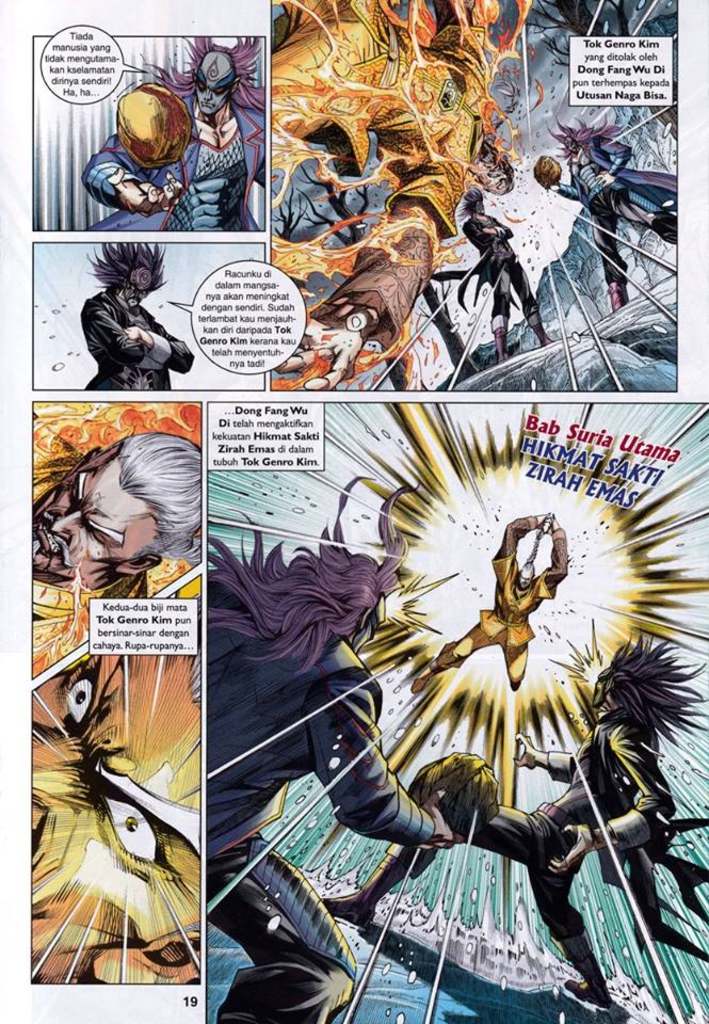 Tiada
manusia yang
tidak mengutama-
kan kselamatan
dirinya sendiri!
Ha, ha...
Tok Genro Kim
yang ditolak oleh
Dong Fang Wu Di
pun terhempas kepada
Utusan Naga Bisa.
Racunku di
dalam mangsa-
nya akan meningkat
dengan sendiri. Sudah
terlambat kau menjauh-
kan diri daripada Tok
Genro Kim kerana kau
telah menyentuh-
nya tadi!
...Dong Fang Wu
Di telah mengaktifkan
kekuatan Hikmat Sakti
Zirah Emas di dalam
tubuh Tok Genro Kim.
Bab Suria Utama
HIKMAT SAKTI
ZIRAH EMAS
Kedua-dua biji mata
Tok Genro Kim pun
bersinar-sinar dengan
cahaya. Rupa-rupanya...
19